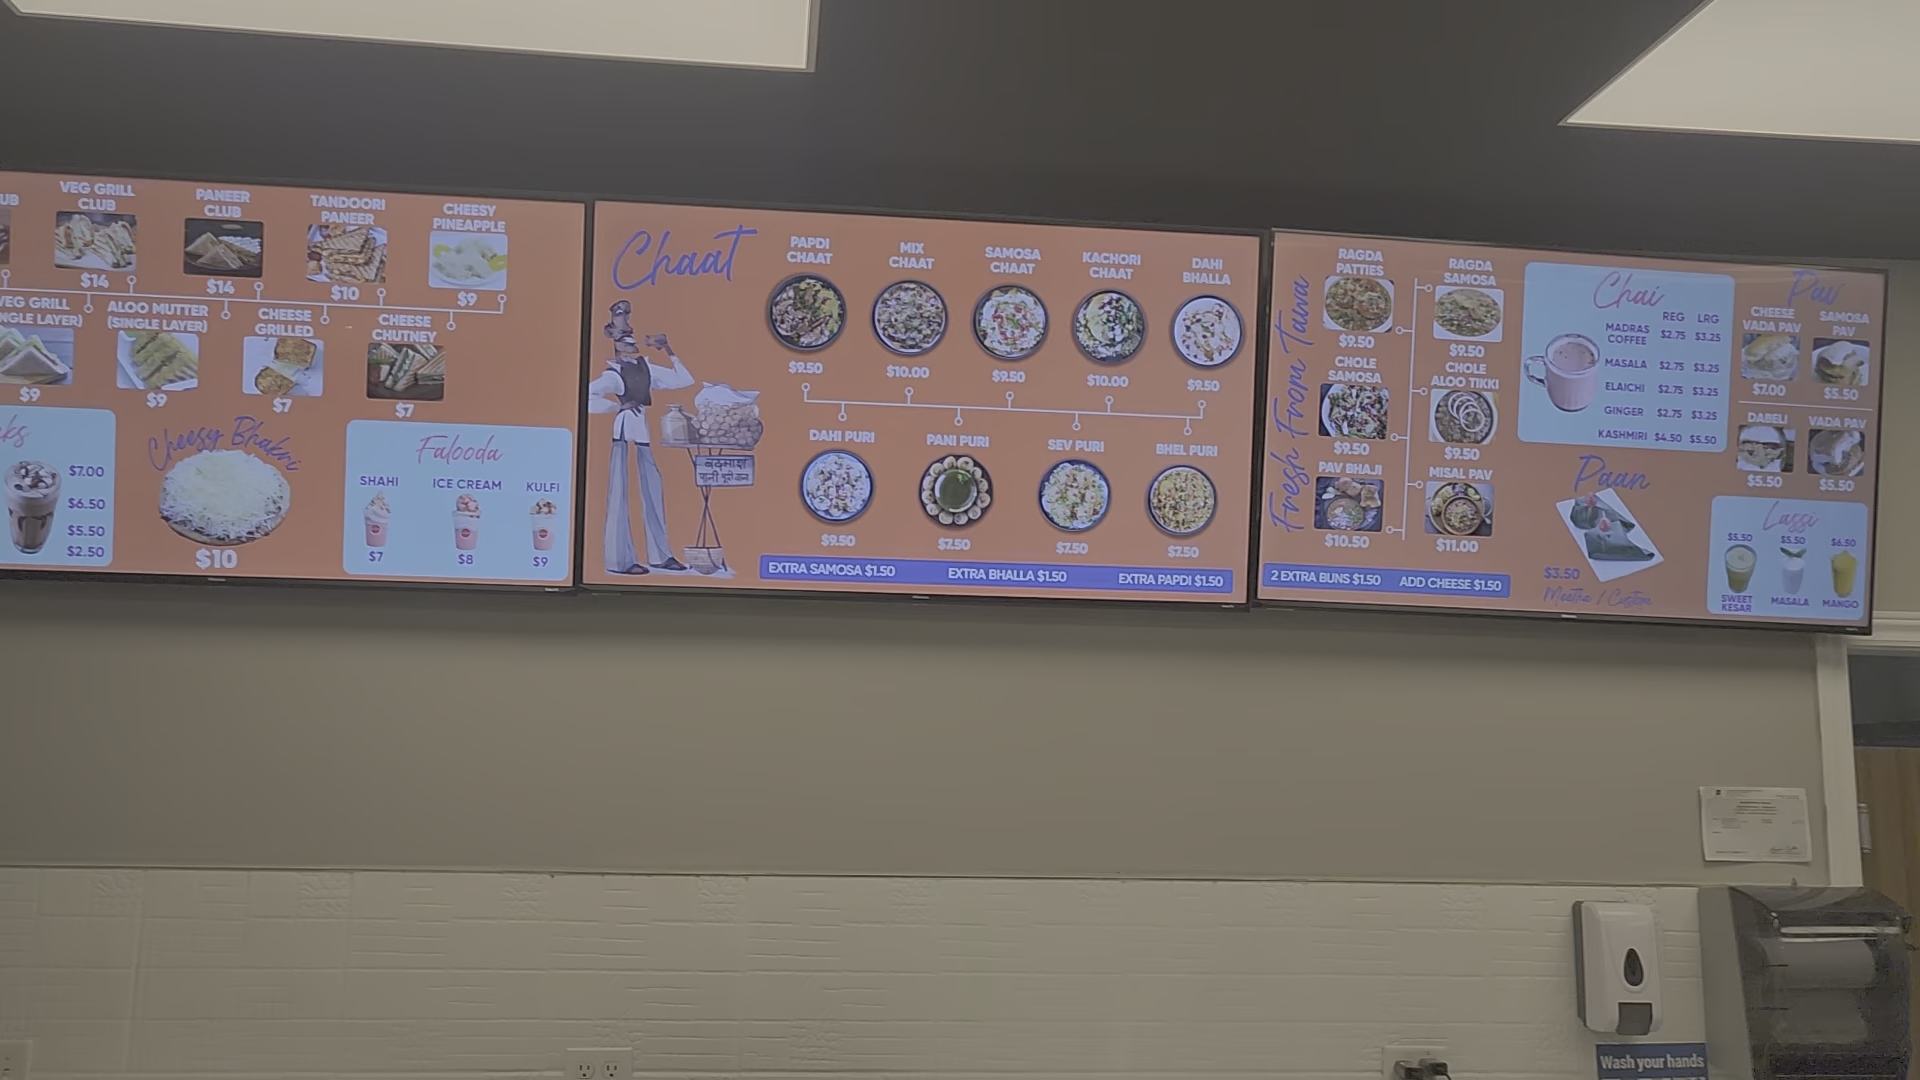 UB
VEG GRILL
CLUB
$14
PANEER
CLUB
$14
TANDOORI
PANEER
$10
CHEESY
PINEAPPLE
$9
VEG GRILL
NGLE LAYER)
$9
ALOO MUTTER
(SINGLE LAYER)
$9
CHEESE
GRILLED
$7
CHEESE
CHUTNEY
$7
ks
$7.00
$6.50
$5.50
$2.50
Cheesy Bhakri
$10
Falooda
SHAHI
$7
ICE CREAM
$8
KULFI
$9
Chaat
PAPDI
CHAAT
$9.50
MIX
CHAAT
$10.00
SAMOSA
CHAAT
$9.50
KACHORI
CHAAT
$10.00
DAHI
BHALLA
$9.50
DAHI PURI
$9.50
PANI PURI
$7.50
SEV PURI
$7.50
BHEL PURI
$7.50
बदमाश
पानी पूरी वाला
EXTRA SAMOSA $1.50 EXTRA BHALLA $1.50 EXTRA PAPDI $1.50
Fresh From Tawa
RAGDA
PATTIES
$9.50
RAGDA
SAMOSA
$9.50
CHOLE
SAMOSA
$9.50
CHOLE
ALOO TIKKI
$9.50
PAV BHAJI
$10.50
MISAL PAV
$11.00
2 EXTRA BUNS $1.50 ADD CHEESE $1.50
Chai
REG LRG
MADRAS
COFFEE $2.75 $3.25
MASALA $2.75 $3.25
ELAICHI $2.75 $3.25
GINGER $2.75 $3.25
KASHMIRI $4.50 $5.50
Paan
$3.50
Meetha / Custom
Pav
CHEESE
VADA PAV
$7.00
SAMOSA
PAV
$5.50
DABELI
$5.50
VADA PAV
$5.50
Lassi
$5.50 $5.50 $6.50
SWEET
KESAR
MASALA
MANGO
Wash your hands